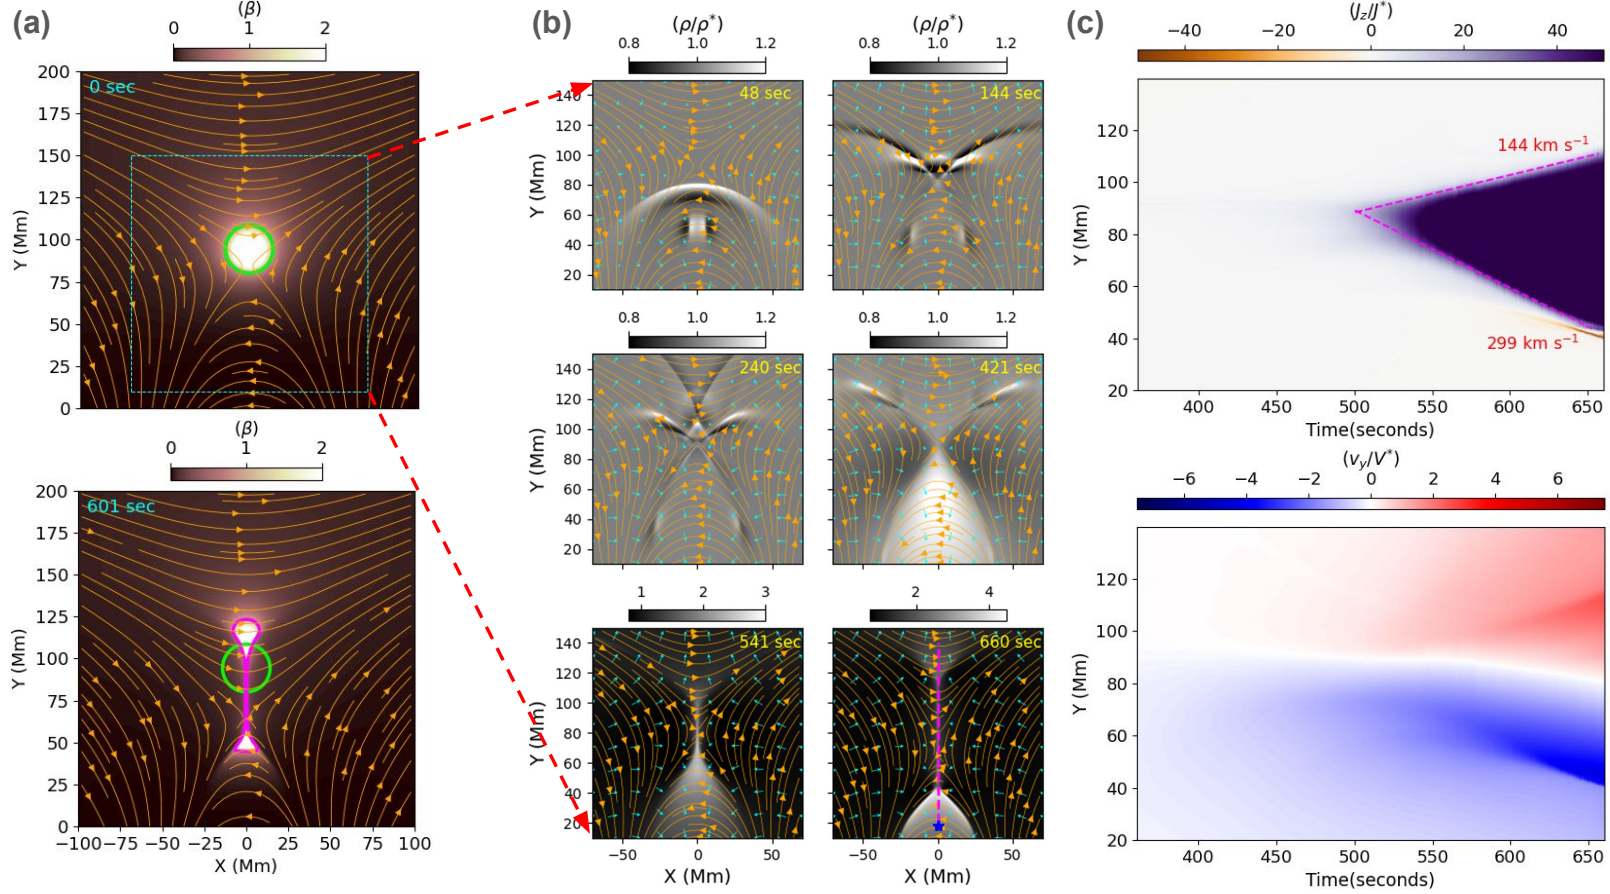 (a)
(β)
0 1 2
0 sec
200
175
150
125
100
75
50
25
0
Y (Mm)
(β)
0 1 2
601 sec
200
175
150
125
100
75
50
25
0
Y (Mm)
−100 −75 −50 −25 0 25 50 75 100
X (Mm)
(b)
(ρ/ρ*) (ρ/ρ*)
0.8 1.0 1.2 0.8 1.0 1.2
48 sec 144 sec
140
120
100
80
60
40
20
Y (Mm)
0.8 1.0 1.2 0.8 1.0 1.2
240 sec 421 sec
140
120
100
80
60
40
20
Y (Mm)
1 2 3 2 4
541 sec 660 sec
140
120
100
80
60
40
20
Y (Mm)
−50 0 50 −50 0 50
X (Mm) X (Mm)
(c)
(Jz/J*)
−40 −20 0 20 40
144 km s⁻¹
299 km s⁻¹
120
100
80
60
40
20
Y (Mm)
400 450 500 550 600 650
Time(seconds)
(vy/V*)
−6 −4 −2 0 2 4 6
120
100
80
60
40
20
Y (Mm)
400 450 500 550 600 650
Time(seconds)